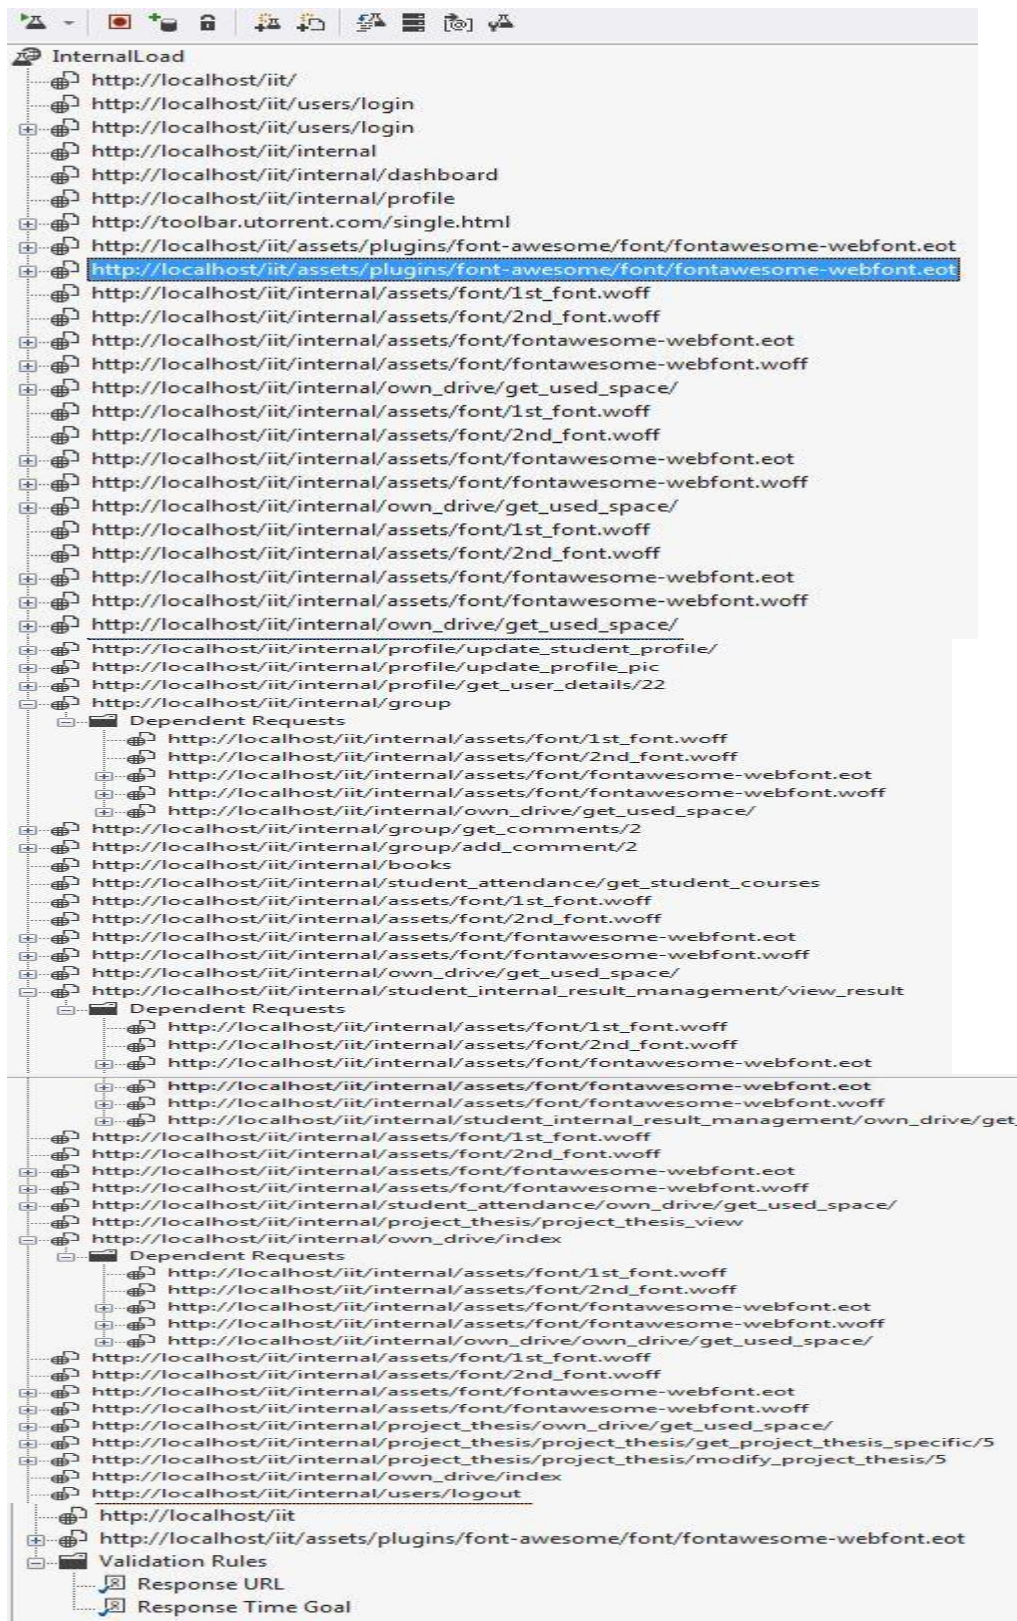 InternalLoad
http://localhost/iit/
http://localhost/iit/users/login
http://localhost/iit/users/login
http://localhost/iit/internal
http://localhost/iit/internal/dashboard
http://localhost/iit/internal/profile
http://toolbar.utorrent.com/single.html
http://localhost/iit/assets/plugins/font-awesome/font/fontawesome-webfont.eot
http://localhost/iit/assets/plugins/font-awesome/font/fontawesome-webfont.eot
http://localhost/iit/internal/assets/font/1st_font.woff
http://localhost/iit/internal/assets/font/2nd_font.woff
http://localhost/iit/internal/assets/font/fontawesome-webfont.eot
http://localhost/iit/internal/assets/font/fontawesome-webfont.woff
http://localhost/iit/internal/own_drive/get_used_space/
http://localhost/iit/internal/assets/font/1st_font.woff
http://localhost/iit/internal/assets/font/2nd_font.woff
http://localhost/iit/internal/assets/font/fontawesome-webfont.eot
http://localhost/iit/internal/assets/font/fontawesome-webfont.woff
http://localhost/iit/internal/own_drive/get_used_space/
http://localhost/iit/internal/assets/font/1st_font.woff
http://localhost/iit/internal/assets/font/2nd_font.woff
http://localhost/iit/internal/assets/font/fontawesome-webfont.eot
http://localhost/iit/internal/assets/font/fontawesome-webfont.woff
http://localhost/iit/internal/own_drive/get_used_space/
http://localhost/iit/internal/profile/update_student_profile/
http://localhost/iit/internal/profile/update_profile_pic
http://localhost/iit/internal/profile/get_user_details/22
http://localhost/iit/internal/group
Dependent Requests
http://localhost/iit/internal/assets/font/1st_font.woff
http://localhost/iit/internal/assets/font/2nd_font.woff
http://localhost/iit/internal/assets/font/fontawesome-webfont.eot
http://localhost/iit/internal/assets/font/fontawesome-webfont.woff
http://localhost/iit/internal/own_drive/get_used_space/
http://localhost/iit/internal/group/get_comments/2
http://localhost/iit/internal/group/add_comment/2
http://localhost/iit/internal/books
http://localhost/iit/internal/student_attendance/get_student_courses
http://localhost/iit/internal/assets/font/1st_font.woff
http://localhost/iit/internal/assets/font/2nd_font.woff
http://localhost/iit/internal/assets/font/fontawesome-webfont.eot
http://localhost/iit/internal/assets/font/fontawesome-webfont.woff
http://localhost/iit/internal/own_drive/get_used_space/
http://localhost/iit/internal/student_internal_result_management/view_result
Dependent Requests
http://localhost/iit/internal/assets/font/1st_font.woff
http://localhost/iit/internal/assets/font/2nd_font.woff
http://localhost/iit/internal/assets/font/fontawesome-webfont.eot
http://localhost/iit/internal/assets/font/fontawesome-webfont.eot
http://localhost/iit/internal/assets/font/fontawesome-webfont.woff
http://localhost/iit/internal/student_internal_result_management/own_drive/get_
http://localhost/iit/internal/assets/font/1st_font.woff
http://localhost/iit/internal/assets/font/2nd_font.woff
http://localhost/iit/internal/assets/font/fontawesome-webfont.eot
http://localhost/iit/internal/assets/font/fontawesome-webfont.woff
http://localhost/iit/internal/student_attendance/own_drive/get_used_space/
http://localhost/iit/internal/project_thesis/project_thesis_view
http://localhost/iit/internal/own_drive/index
Dependent Requests
http://localhost/iit/internal/assets/font/1st_font.woff
http://localhost/iit/internal/assets/font/2nd_font.woff
http://localhost/iit/internal/assets/font/fontawesome-webfont.eot
http://localhost/iit/internal/assets/font/fontawesome-webfont.woff
http://localhost/iit/internal/own_drive/own_drive/get_used_space/
http://localhost/iit/internal/assets/font/1st_font.woff
http://localhost/iit/internal/assets/font/2nd_font.woff
http://localhost/iit/internal/assets/font/fontawesome-webfont.eot
http://localhost/iit/internal/assets/font/fontawesome-webfont.woff
http://localhost/iit/internal/project_thesis/own_drive/get_used_space/
http://localhost/iit/internal/project_thesis/project_thesis/get_project_thesis_specific/5
http://localhost/iit/internal/project_thesis/project_thesis/modify_project_thesis/5
http://localhost/iit/internal/own_drive/index
http://localhost/iit/internal/users/logout
http://localhost/iit
http://localhost/iit/assets/plugins/font-awesome/font/fontawesome-webfont.eot
Validation Rules
Response URL
Response Time Goal